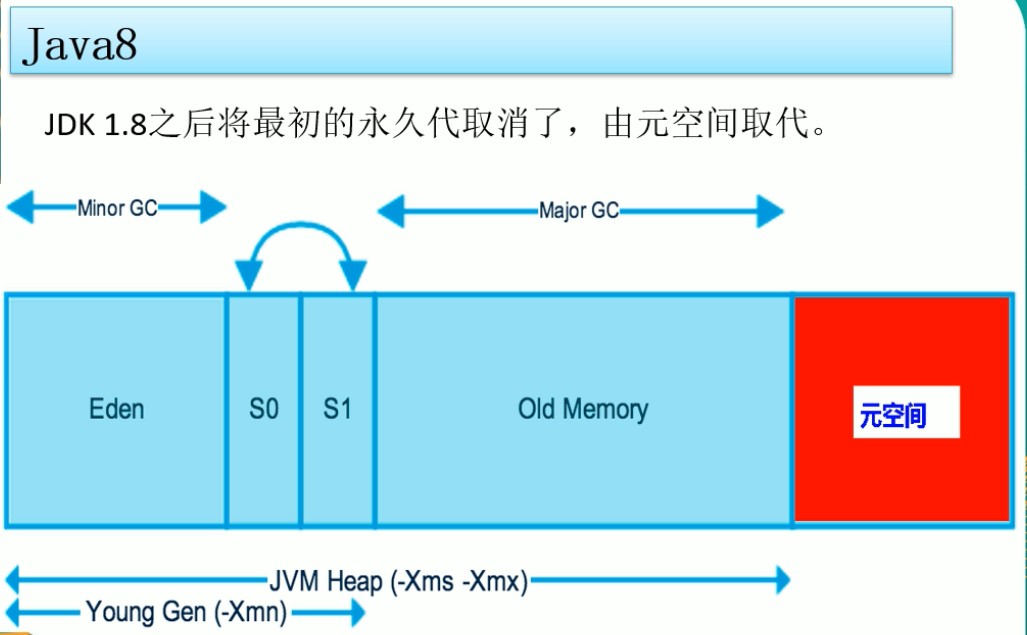 Java8
JDK 1.8之后将最初的永久代取消了，由元空间取代。
Minor GC
Major GC
Eden
S0
S1
Old Memory
元空间
JVM Heap (-Xms -Xmx)
Young Gen (-Xmn)